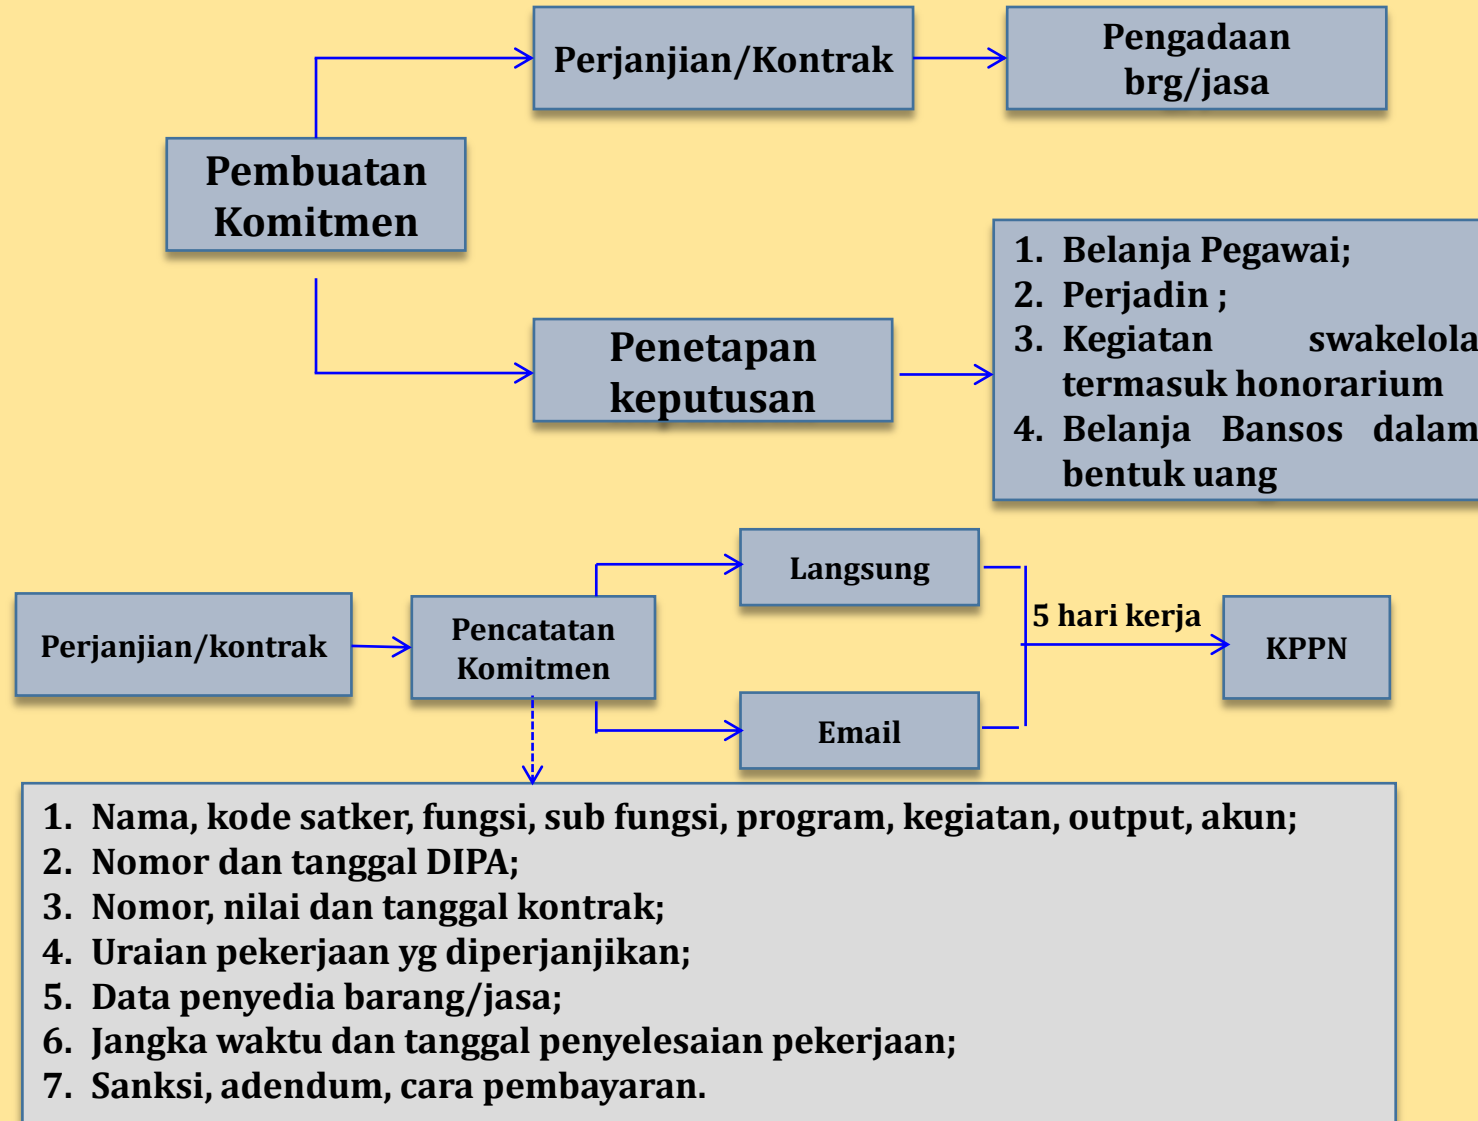 Perjanjian/Kontrak
Pengadaan
brg/jasa
Pembuatan
Komitmen
Penetapan
keputusan
1. Belanja Pegawai;
2. Perjadin ;
3. Kegiatan swakelola
termasuk honorarium
4. Belanja Bansos dalam
bentuk uang
Perjanjian/kontrak
Pencatatan
Komitmen
Langsung
Email
5 hari kerja
KPPN
1. Nama, kode satker, fungsi, sub fungsi, program, kegiatan, output, akun;
2. Nomor dan tanggal DIPA;
3. Nomor, nilai dan tanggal kontrak;
4. Uraian pekerjaan yg diperjanjikan;
5. Data penyedia barang/jasa;
6. Jangka waktu dan tanggal penyelesaian pekerjaan;
7. Sanksi, adendum, cara pembayaran.